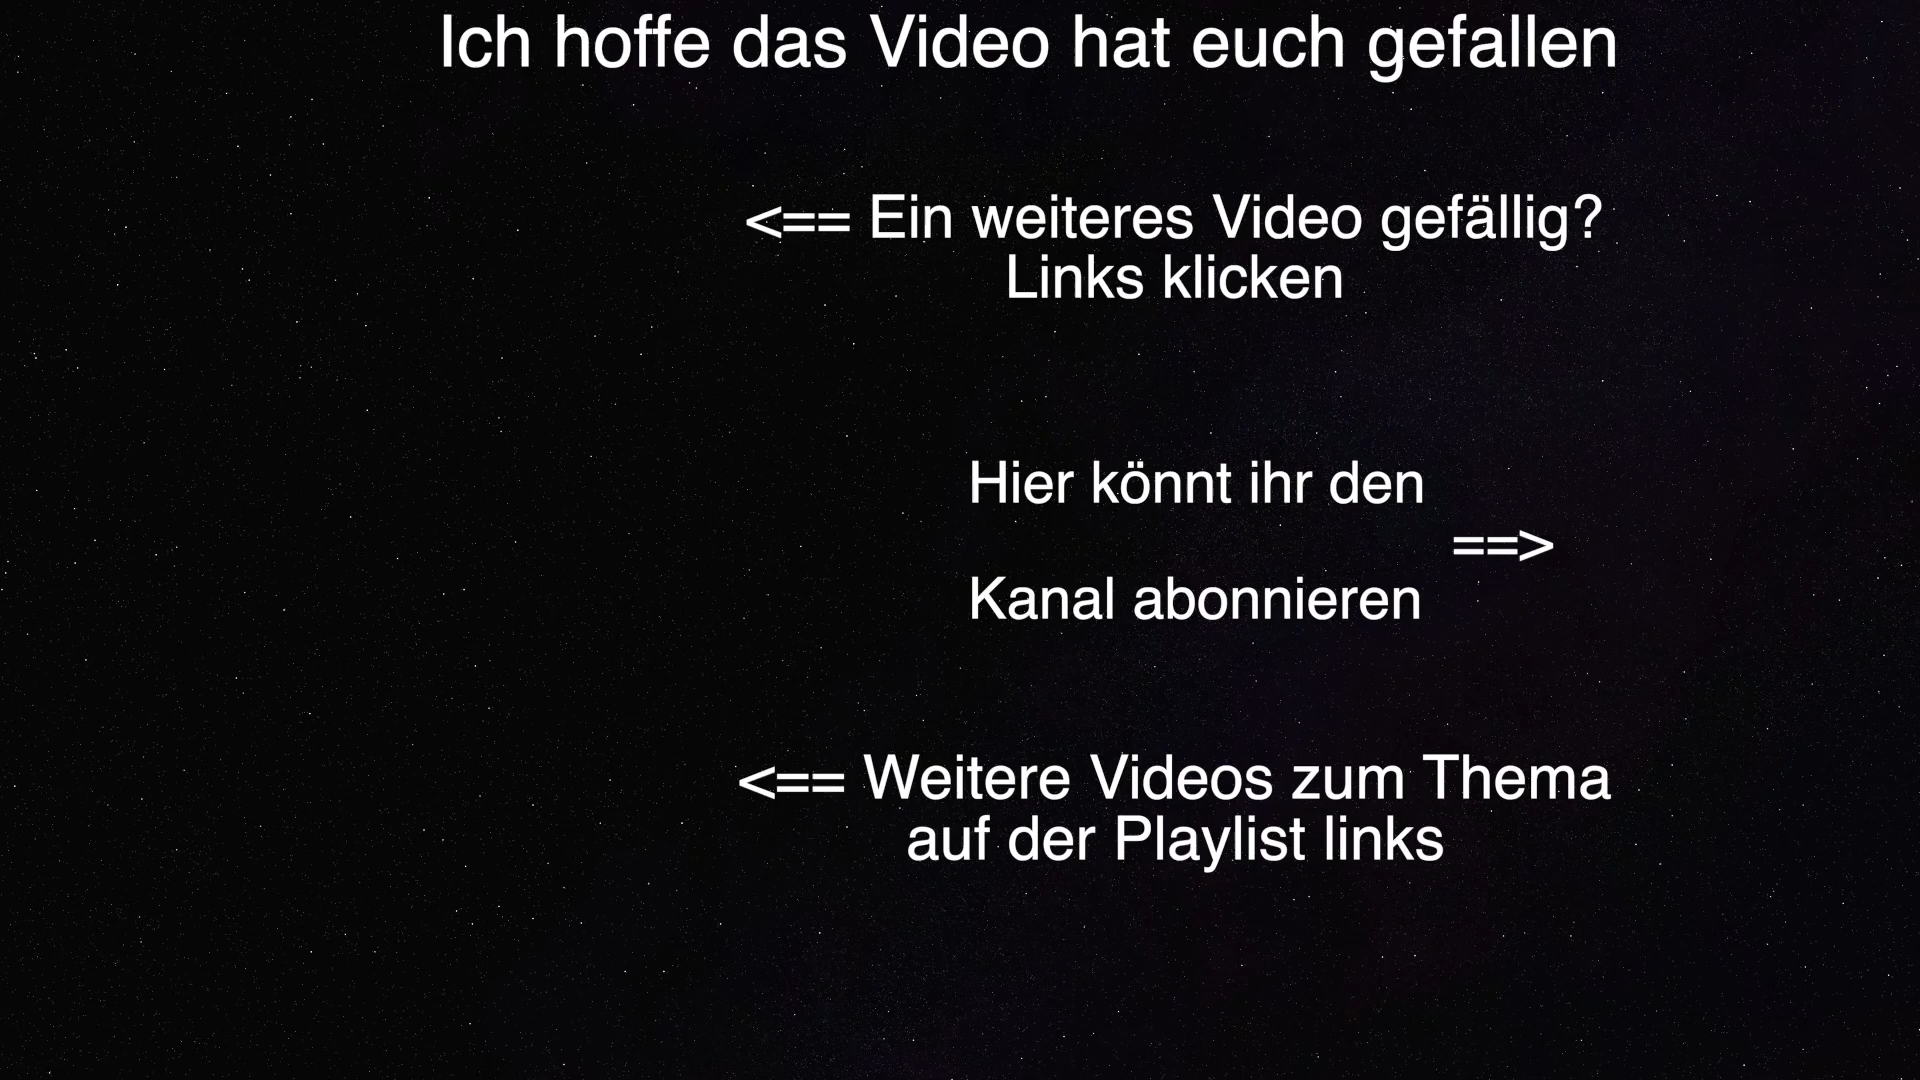 Ich hoffe das Video hat euch gefallen
<== Ein weiteres Video gefällig?
Links klicken
Hier könnt ihr den
==>
Kanal abonnieren
<== Weitere Videos zum Thema
auf der Playlist links